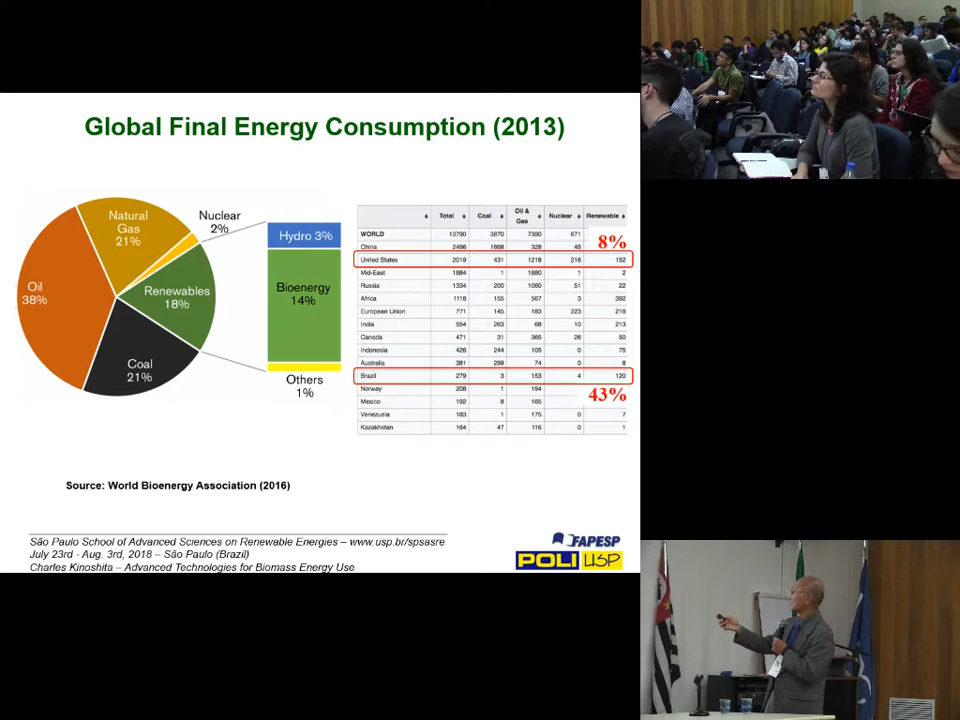 Global Final Energy Consumption (2013)
Natural
Gas
21%
Nuclear
2%
Oil
38%
Renewables
18%
Coal
21%
Hydro 3%
Bioenergy
14%
Others
1%
Total Coal Oil & Gas Nuclear Renewable
WORLD 13790 3870 7390 671
8%
China 2496 1868 328 45
United States 2019 431 1218 216 152
Mid-East 1884 1 1880 1 2
Russia 1334 200 1060 51 22
Africa 1118 155 567 3 392
European Union 771 145 183 223 218
India 554 263 68 10 213
Canada 471 31 365 26 50
Indonesia 426 244 105 0 75
Australia 381 299 74 0 8
Brazil 279 3 153 4 120
Norway 208 1 194
43%
Mexico 192 8 165
Venezuela 183 1 175 0 7
Kazakhstan 164 47 116 0 1
Source: World Bioenergy Association (2016)
São Paulo School of Advanced Sciences on Renewable Energies – www.usp.br/spsasre
July 23rd - Aug. 3rd, 2018 – São Paulo (Brazil)
Charles Kinoshita – Advanced Technologies for Biomass Energy Use
FAPESP
POLI USP